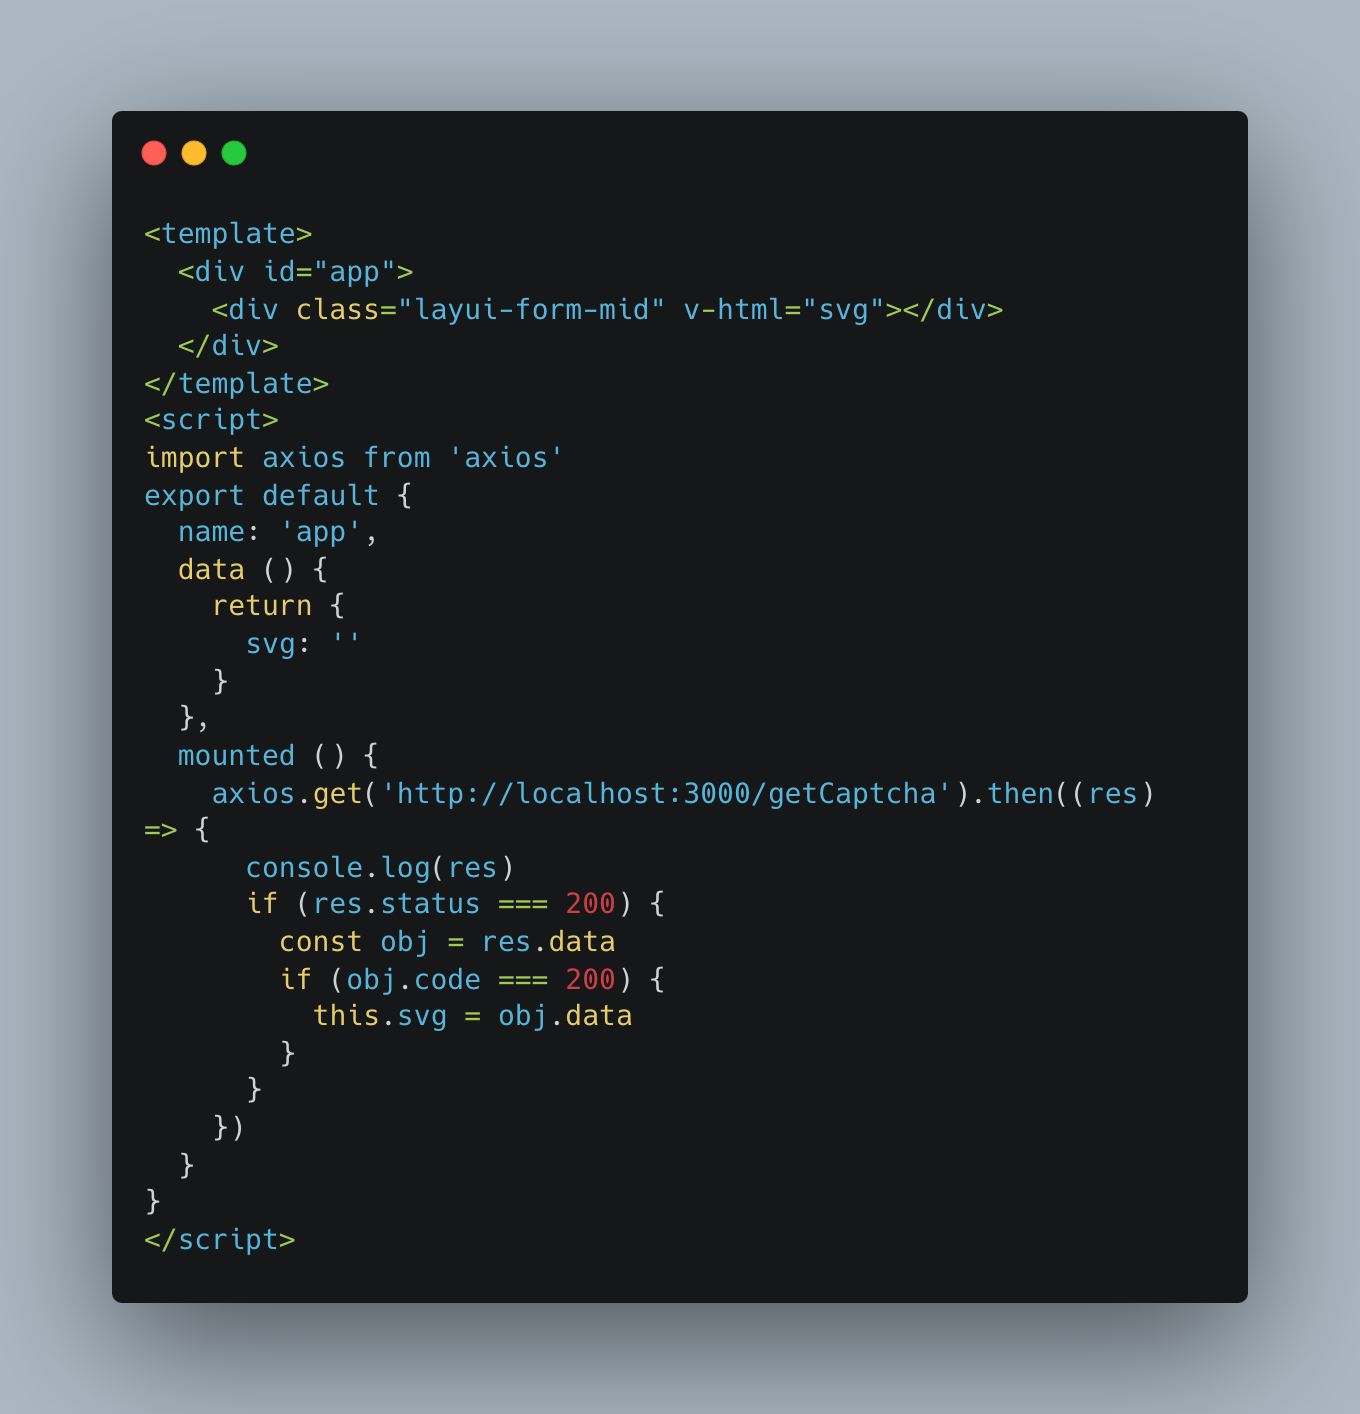 <template>
  <div id="app">
    <div class="layui-form-mid" v-html="svg"></div>
  </div>
</template>
<script>
import axios from 'axios'
export default {
  name: 'app',
  data () {
    return {
      svg: ''
    }
  },
  mounted () {
    axios.get('http://localhost:3000/getCaptcha').then((res)
=> {
      console.log(res)
      if (res.status === 200) {
        const obj = res.data
        if (obj.code === 200) {
          this.svg = obj.data
        }
      }
    })
  }
}
</script>